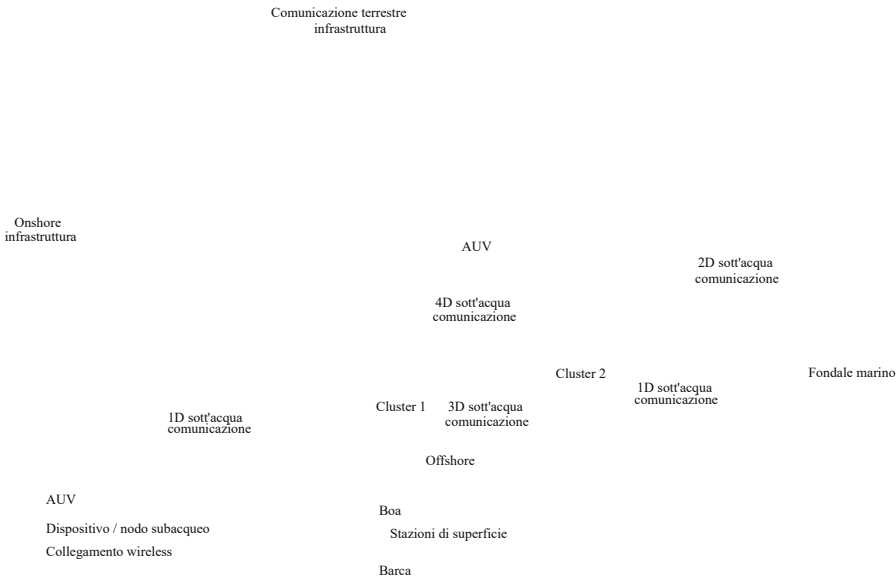 Comunicazione terrestre
infrastruttura
Onshore
infrastruttura
AUV
2D sott'acqua
comunicazione
4D sott'acqua
comunicazione
Cluster 2
Fondale marino
1D sott'acqua
comunicazione
Cluster 1
3D sott'acqua
comunicazione
1D sott'acqua
comunicazione
Offshore
AUV
Dispositivo / nodo subacqueo
Collegamento wireless
Boa
Stazioni di superficie
Barca